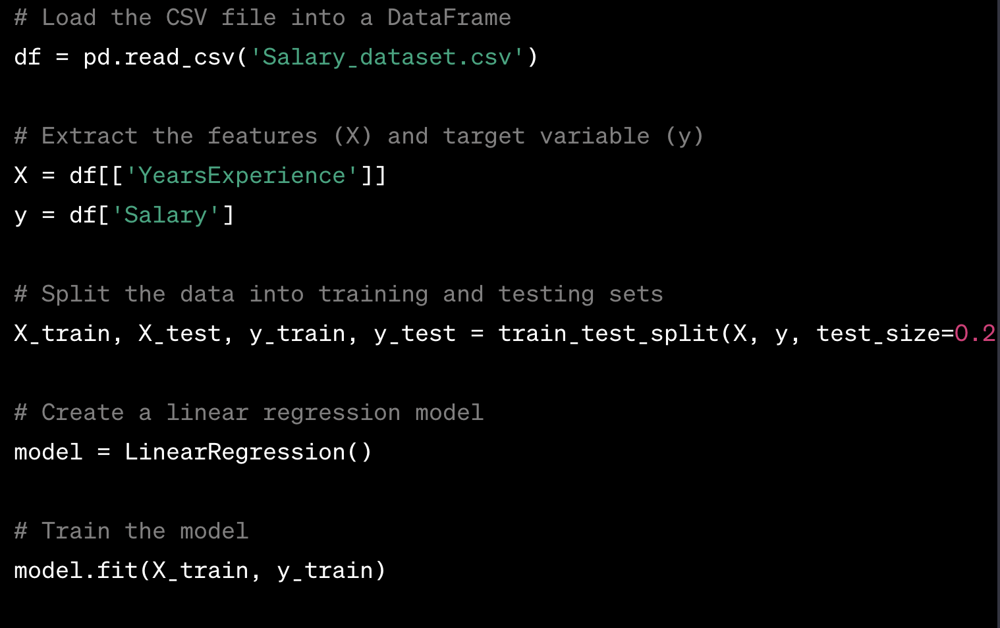 # Load the CSV file into a DataFrame
df = pd.read_csv('Salary_dataset.csv')
# Extract the features (X) and target variable (y)
X = df[['YearsExperience']]
y = df['Salary']
# Split the data into training and testing sets
X_train, X_test, y_train, y_test = train_test_split(X, y, test_size=0.2
# Create a linear regression model
model = LinearRegression()
# Train the model
model.fit(X_train, y_train)